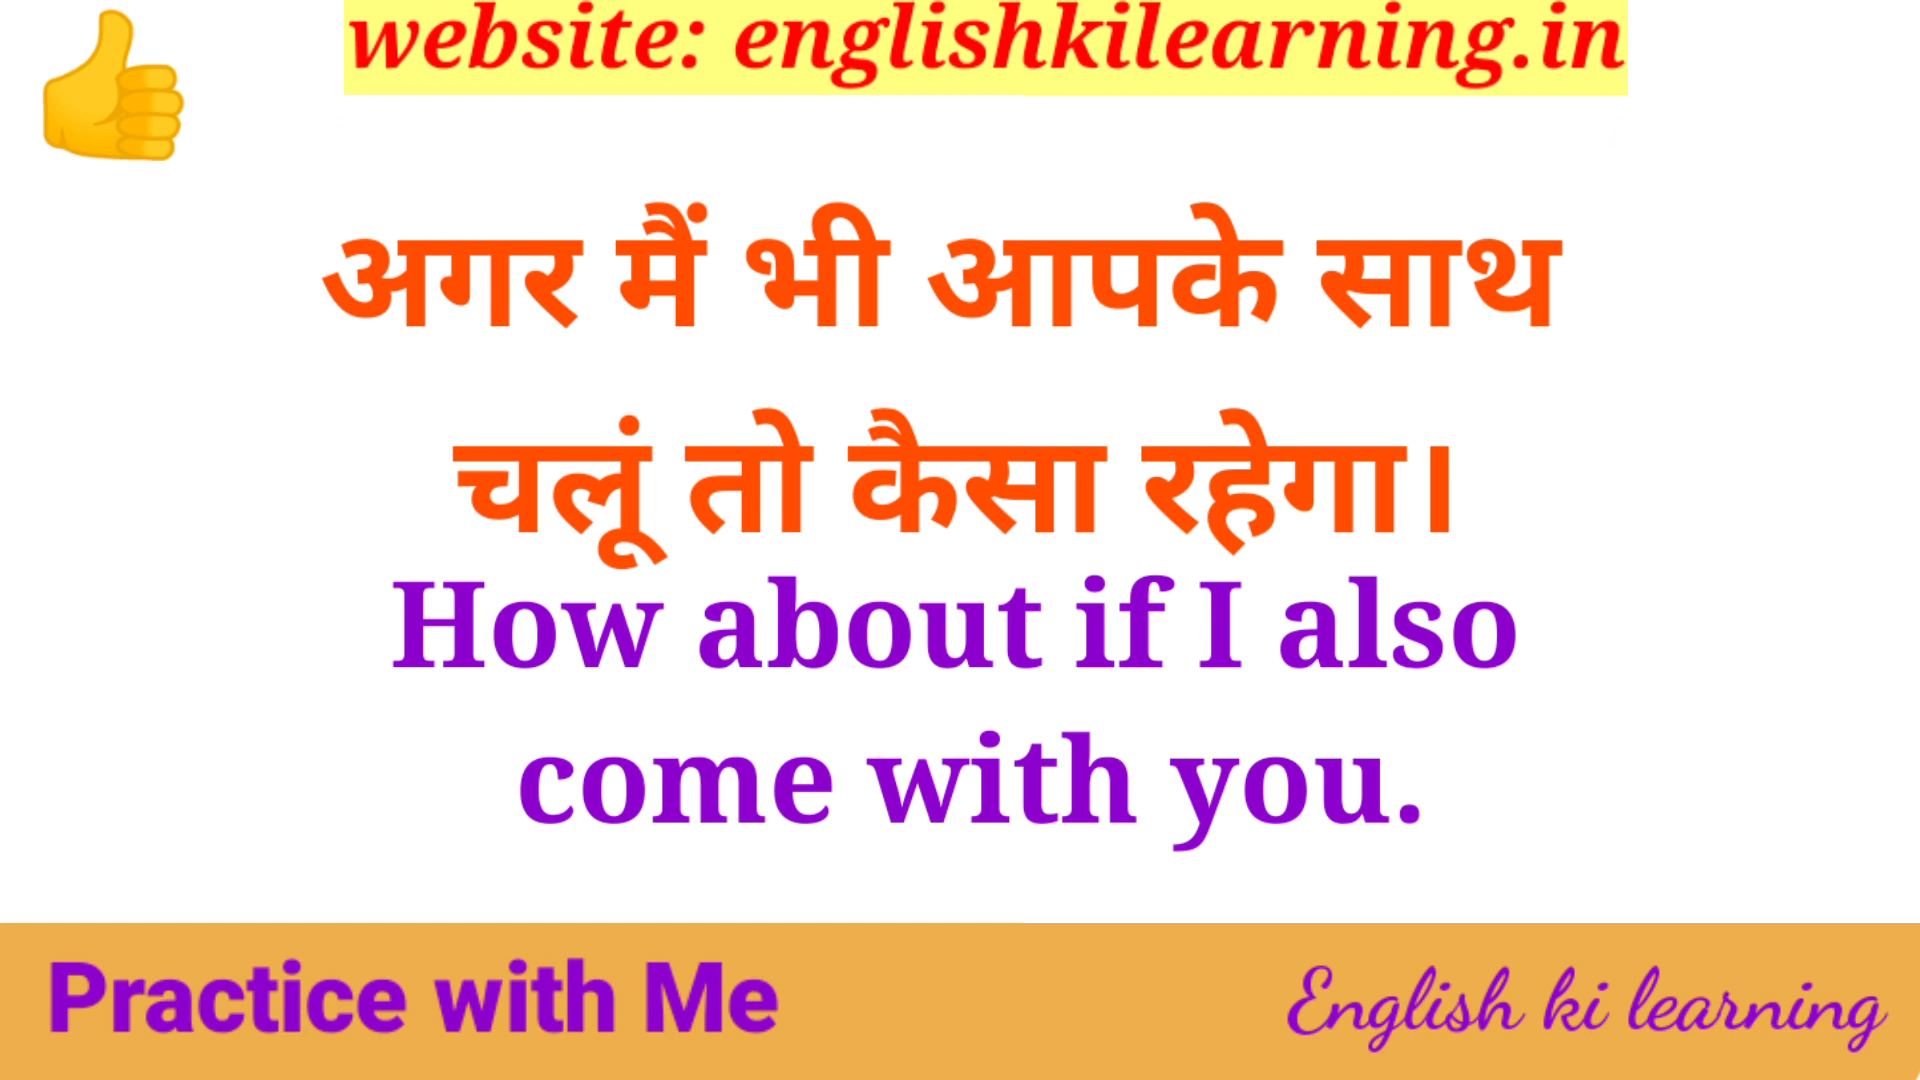 website: englishkilearning.in
अगर मैं भी आपके साथ
चलूं तो कैसा रहेगा।
How about if I also
come with you.
Practice with Me
English ki learning